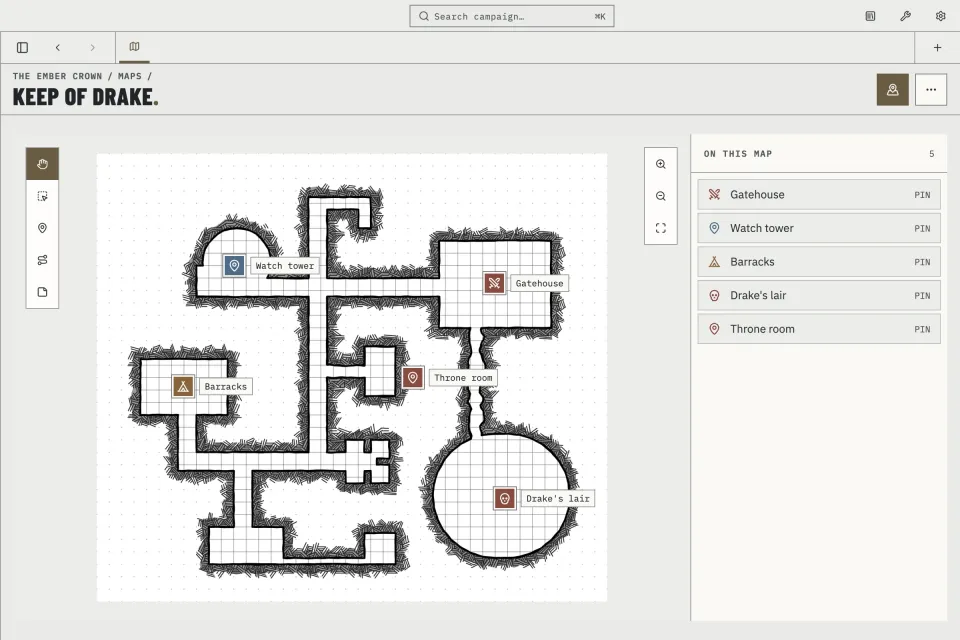 Search campaign… ⌘K
THE EMBER CROWN / MAPS /
KEEP OF DRAKE.
ON THIS MAP 5
Gatehouse PIN
Watch tower PIN
Barracks PIN
Drake's lair PIN
Throne room PIN
Watch tower
Gatehouse
Throne room
Barracks
Drake's lair